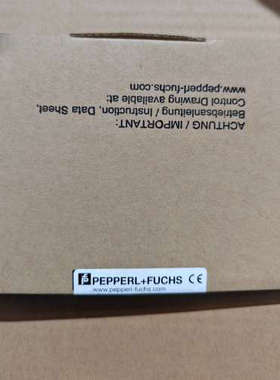 ACHTUNG / IMPORTANT:
Betriebsanleitung / Instruction, Data Sheet,
Control Drawing available at:
www.pepperl-fuchs.com
PEPPERL+FUCHS CE
www.pepperl-fuchs.com